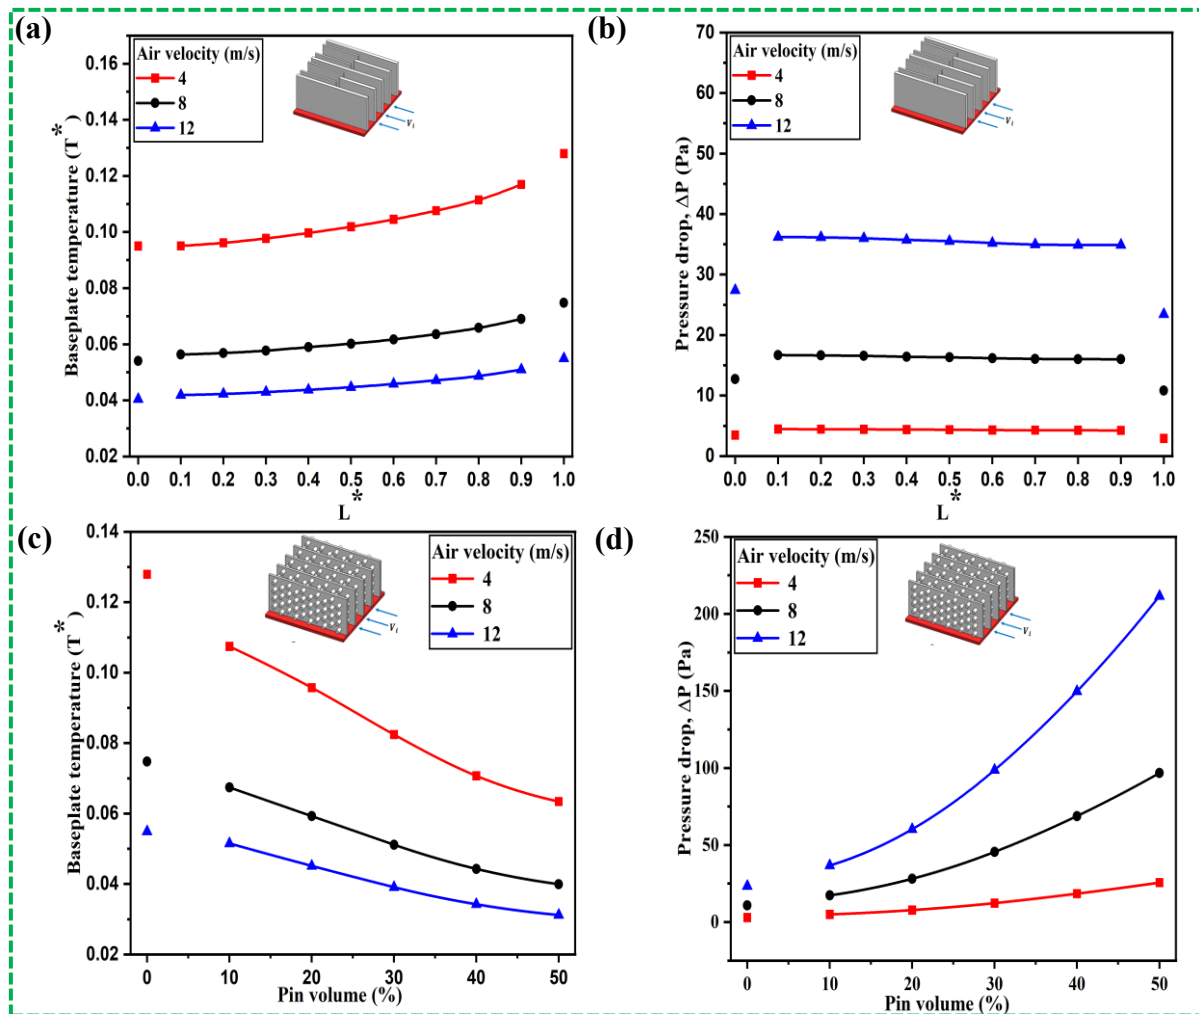 (a)
Air velocity (m/s)
4
8
12
V_i
Baseplate temperature (T*)
0.16
0.14
0.12
0.10
0.08
0.06
0.04
0.02
0.0 0.1 0.2 0.3 0.4 0.5 0.6 0.7 0.8 0.9 1.0
L*
(b)
Air velocity (m/s)
4
8
12
V_i
Pressure drop, ΔP (Pa)
70
60
50
40
30
20
10
0
0.0 0.1 0.2 0.3 0.4 0.5 0.6 0.7 0.8 0.9 1.0
L*
(c)
Air velocity (m/s)
4
8
12
V_i
Baseplate temperature (T*)
0.14
0.12
0.10
0.08
0.06
0.04
0.02
0 10 20 30 40 50
Pin volume (%)
(d)
Air velocity (m/s)
4
8
12
V_i
Pressure drop, ΔP (Pa)
250
200
150
100
50
0
0 10 20 30 40 50
Pin volume (%)